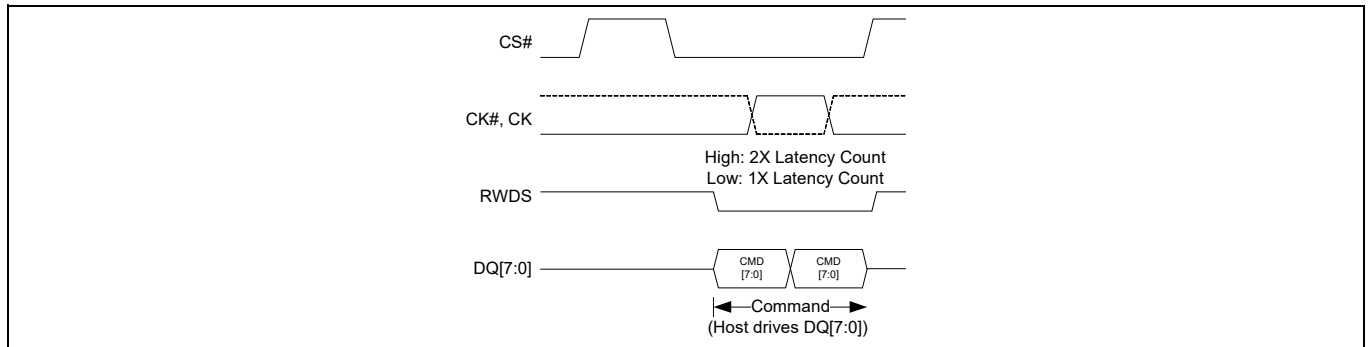 CS#
CK#, CK
High: 2X Latency Count
Low: 1X Latency Count
RWDS
DQ[7:0]
CMD
[7:0]
CMD
[7:0]
Command
(Host drives DQ[7:0])